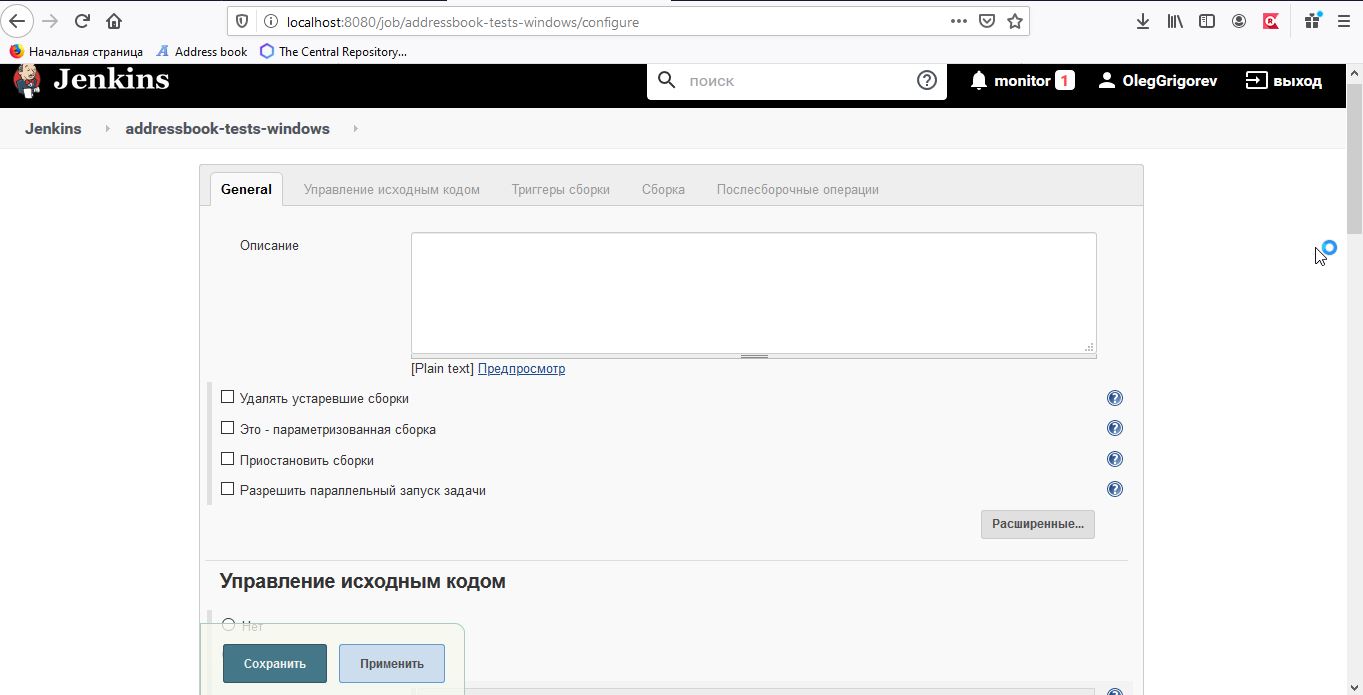 localhost:8080/job/addressbook-tests-windows/configure
Начальная страница Address book The Central Repository...
Jenkins поиск monitor 1 OlegGrigorev выход
Jenkins addressbook-tests-windows
General Управление исходным кодом Триггеры сборки Сборка Послесборочные операции
Описание
[Plain text] Предпросмотр
Удалять устаревшие сборки
Это - параметризованная сборка
Приостановить сборки
Разрешить параллельный запуск задачи
Расширенные...
Управление исходным кодом
Нет
Сохранить Применить